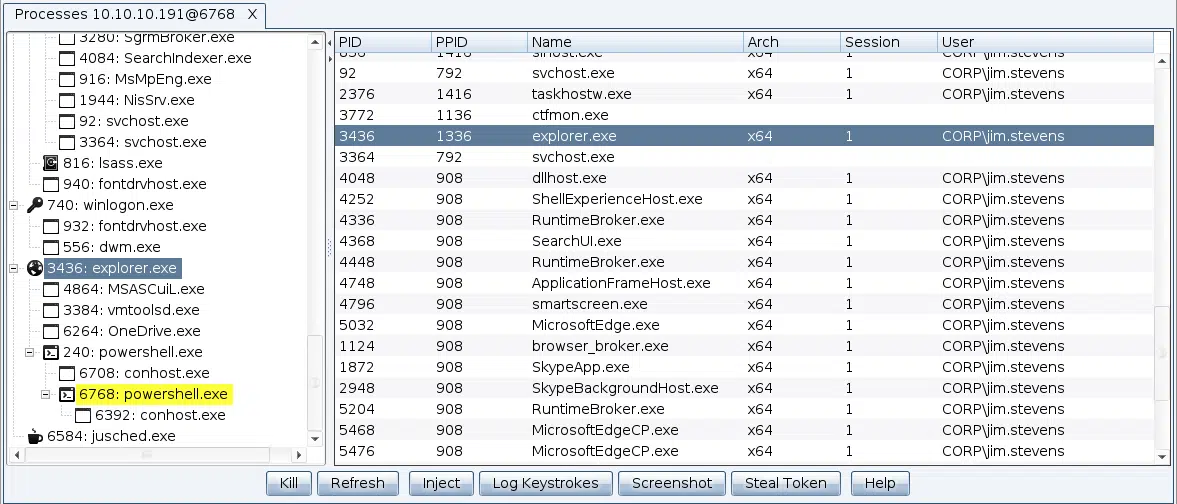 Processes 10.10.10.191@6768 X
3280: SgrmBroker.exe
4084: SearchIndexer.exe
916: MsMpEng.exe
1944: NisSrv.exe
92: svchost.exe
3364: svchost.exe
816: lsass.exe
940: fontdrvhost.exe
740: winlogon.exe
932: fontdrvhost.exe
556: dwm.exe
3436: explorer.exe
4864: MSASCuiL.exe
3384: vmtoolsd.exe
6264: OneDrive.exe
240: powershell.exe
6708: conhost.exe
6768: powershell.exe
6392: conhost.exe
6584: jusched.exe
PID PPID Name Arch Session User
836 1416 sihost.exe x64 1 CORP\jim.stevens
92 792 svchost.exe x64 1 CORP\jim.stevens
2376 1416 taskhostw.exe x64 1 CORP\jim.stevens
3772 1136 ctfmon.exe
3436 1336 explorer.exe x64 1 CORP\jim.stevens
3364 792 svchost.exe
4048 908 dllhost.exe x64 1 CORP\jim.stevens
4252 908 ShellExperienceHost.exe x64 1 CORP\jim.stevens
4336 908 RuntimeBroker.exe x64 1 CORP\jim.stevens
4368 908 SearchUI.exe x64 1 CORP\jim.stevens
4448 908 RuntimeBroker.exe x64 1 CORP\jim.stevens
4748 908 ApplicationFrameHost.exe x64 1 CORP\jim.stevens
4796 908 smartscreen.exe x64 1 CORP\jim.stevens
5032 908 MicrosoftEdge.exe x64 1 CORP\jim.stevens
1124 908 browser_broker.exe x64 1 CORP\jim.stevens
1872 908 SkypeApp.exe x64 1 CORP\jim.stevens
2948 908 SkypeBackgroundHost.exe x64 1 CORP\jim.stevens
5204 908 RuntimeBroker.exe x64 1 CORP\jim.stevens
5468 908 MicrosoftEdgeCP.exe x64 1 CORP\jim.stevens
5476 908 MicrosoftEdgeCP.exe x64 1 CORP\jim.stevens
Kill Refresh Inject Log Keystrokes Screenshot Steal Token Help